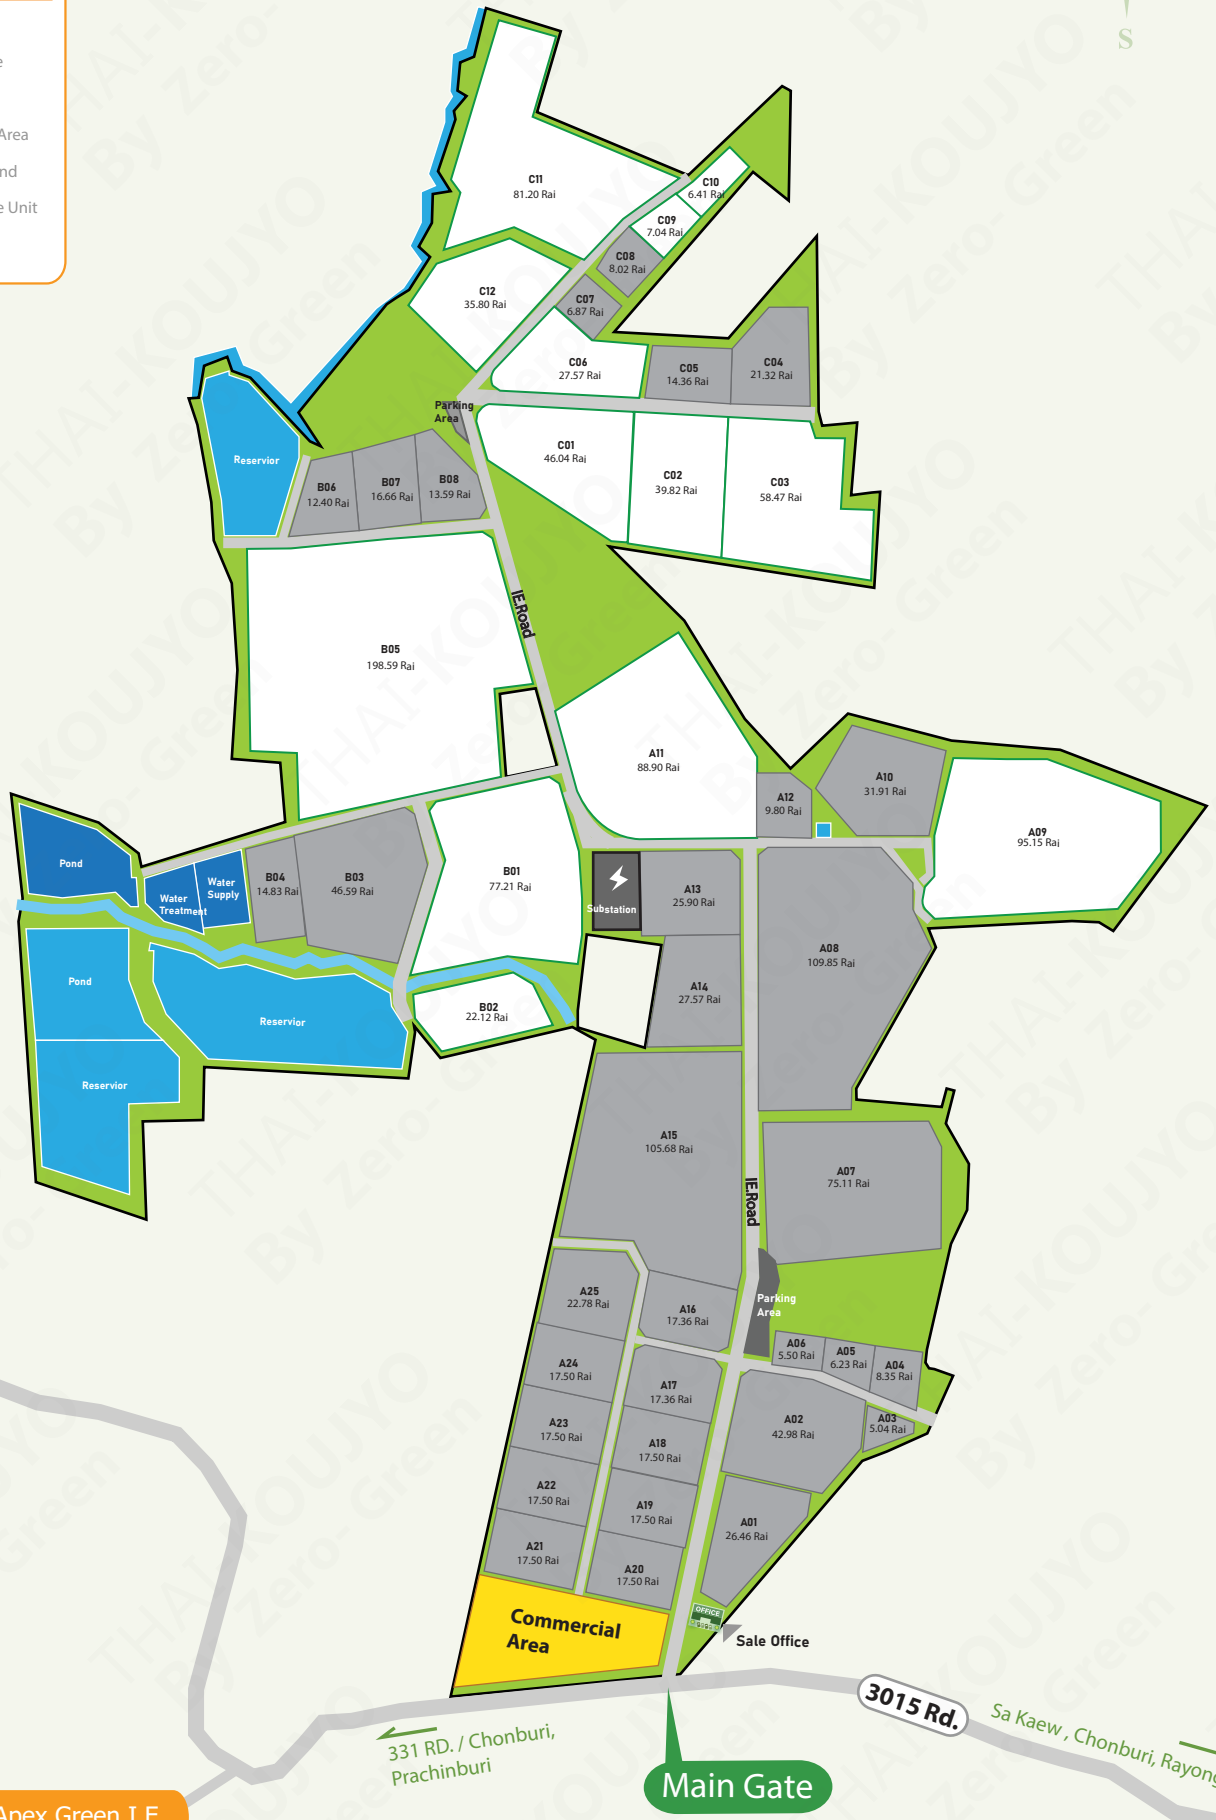 S
e
Area
nd
e Unit
C11
81.20 Rai
C10
6.41 Rai
C09
7.04 Rai
C08
8.02 Rai
C12
35.80 Rai
C07
6.87 Rai
C06
27.57 Rai
C05
14.36 Rai
C04
21.32 Rai
Parking
Area
C01
46.04 Rai
C02
39.82 Rai
C03
58.47 Rai
Reservior
B06
12.40 Rai
B07
16.66 Rai
B08
13.59 Rai
IE.Road
B05
198.59 Rai
A11
88.90 Rai
A12
9.80 Rai
A10
31.91 Rai
A09
95.15 Rai
Pond
Water
Treatment
Water
Supply
B04
14.83 Rai
B03
46.59 Rai
B01
77.21 Rai
Substation
A13
25.90 Rai
A08
109.85 Rai
A14
27.57 Rai
Pond
Reservior
B02
22.12 Rai
Reservior
A15
105.68 Rai
A07
75.11 Rai
IE.Road
A25
22.78 Rai
A16
17.36 Rai
Parking
Area
A06
5.50 Rai
A05
6.23 Rai
A04
8.35 Rai
A24
17.50 Rai
A17
17.36 Rai
A03
5.04 Rai
A02
42.98 Rai
A23
17.50 Rai
A18
17.50 Rai
A22
17.50 Rai
A19
17.50 Rai
A01
26.46 Rai
A21
17.50 Rai
A20
17.50 Rai
OFFICE
Commercial
Area
Sale Office
3015 Rd.
331 RD. / Chonburi,
Prachinburi
Sa Kaew , Chonburi, Rayong
Main Gate
Apex Green I.E.
THAI-KOUJYO
By Zero- Green